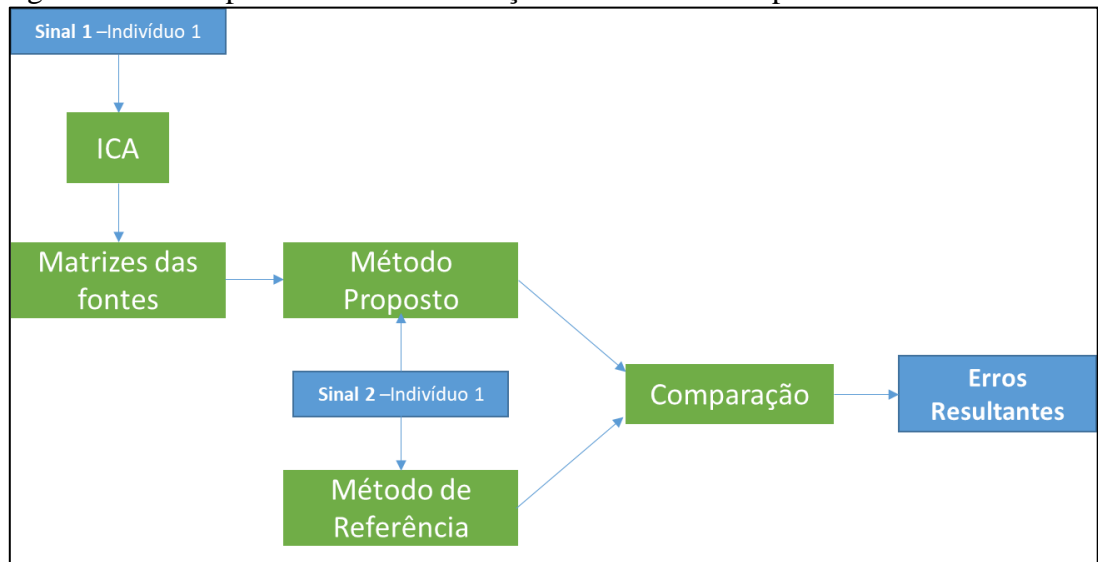 Sinal 1 –Indivíduo 1
ICA
Matrizes das
fontes
Método
Proposto
Sinal 2 –Indivíduo 1
Método de
Referência
Comparação
Erros
Resultantes